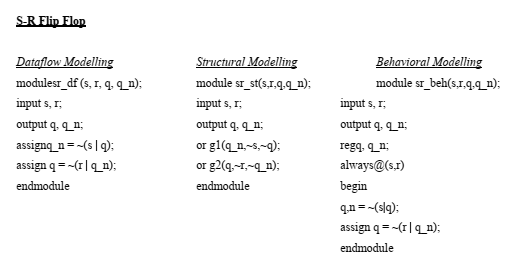 S-R Flip Flop
Dataflow Modelling
modulesr_df (s, r, q, q_n);
input s, r;
output q, q_n;
assignq_n = ~(s | q);
assign q = ~(r | q_n);
endmodule
Structural Modelling
module sr_st(s,r,q,q_n);
input s, r;
output q, q_n;
or g1(q_n,~s,~q);
or g2(q,~r,~q_n);
endmodule
Behavioral Modelling
module sr_beh(s,r,q,q_n);
input s, r;
output q, q_n;
regq, q_n;
always@(s,r)
begin
q,n = ~(s|q);
assign q = ~(r | q_n);
endmodule